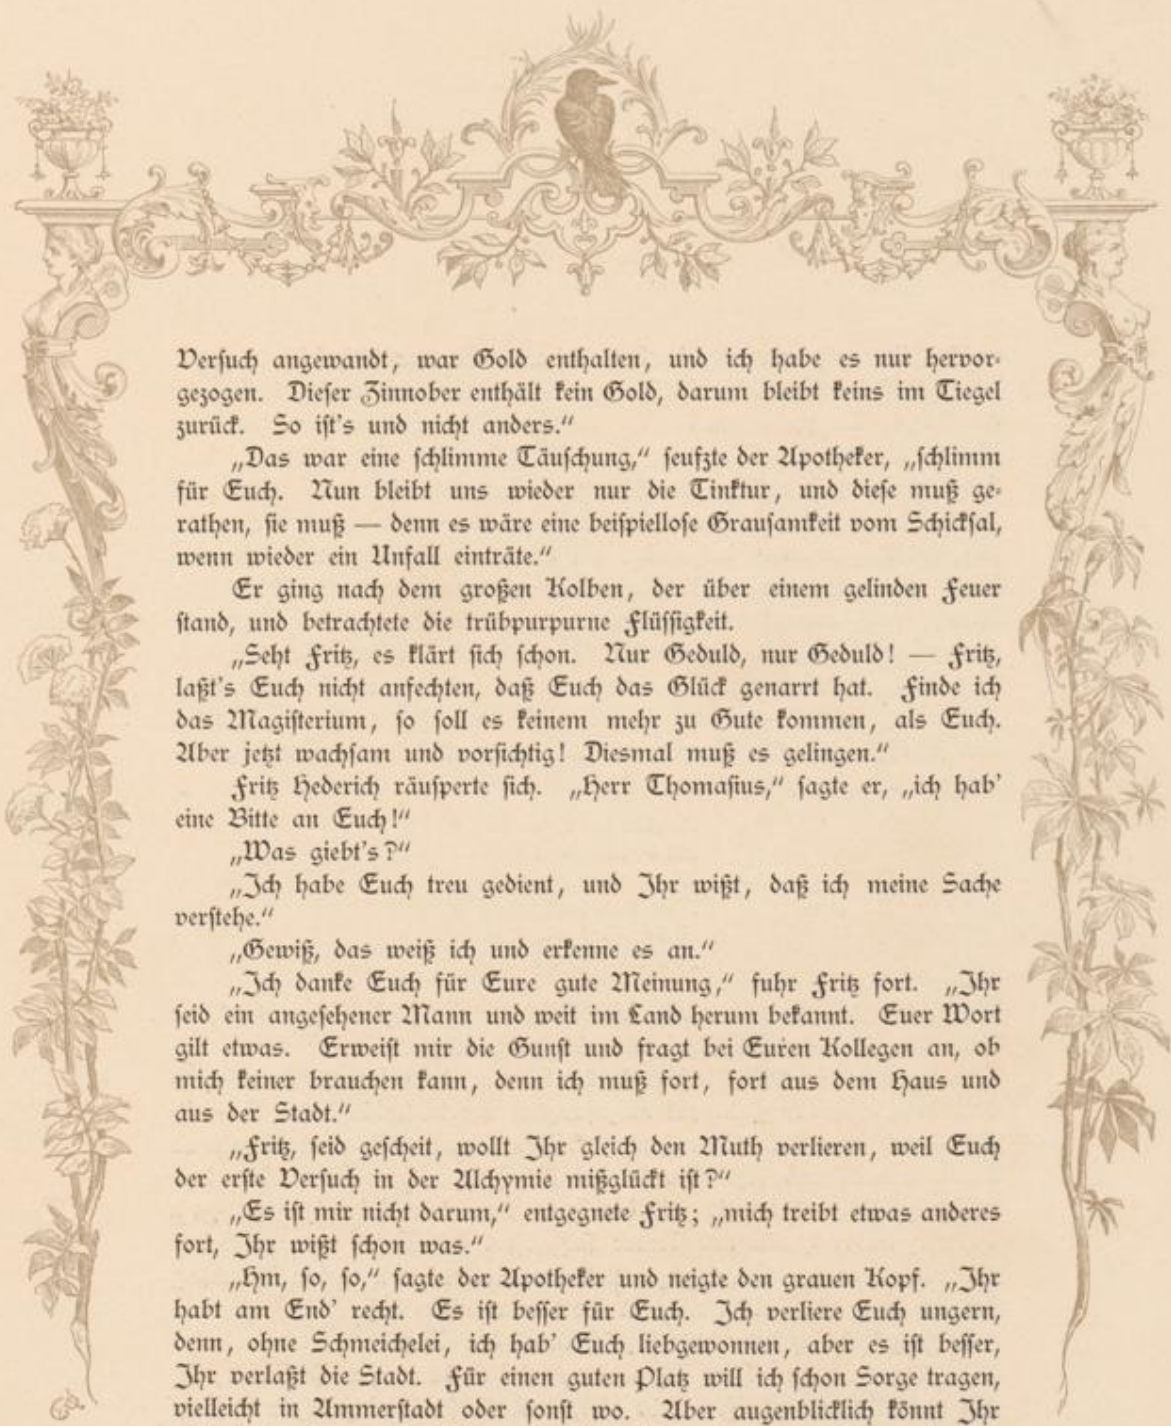 Versuch angewandt, war Gold enthalten, und ich habe es nur hervor-
gezogen. Dieser Zinnober enthält kein Gold, darum bleibt keins im Tiegel
zurück. So ist's und nicht anders.“
„Das war eine schlimme Täuschung,“ seufzte der Apotheker, „schlimm
für Euch. Nun bleibt uns wieder nur die Tinktur, und diese muß ge-
rathen, sie muß — denn es wäre eine beispiellose Grausamkeit vom Schicksal,
wenn wieder ein Unfall einträte.“
Er ging nach dem großen Kolben, der über einem gelinden Feuer
stand, und betrachtete die trübpurpurne Flüssigkeit.
„Seht Fritz, es klärt sich schon. Nur Geduld, nur Geduld! — Fritz,
laßt's Euch nicht anfechten, daß Euch das Glück genarrt hat. Finde ich
das Magisterium, so soll es keinem mehr zu Gute kommen, als Euch.
Aber jetzt wachsam und vorsichtig! Diesmal muß es gelingen.“
Fritz Hederich räusperte sich. „Herr Thomasius,“ sagte er, „ich hab'
eine Bitte an Euch!“
„Was giebt's?“
„Ich habe Euch treu gedient, und Ihr wißt, daß ich meine Sache
verstehe.“
„Gewiß, das weiß ich und erkenne es an.“
„Ich danke Euch für Eure gute Meinung,“ fuhr Fritz fort. „Ihr
seid ein angesehener Mann und weit im Land herum bekannt. Euer Wort
gilt etwas. Erweist mir die Gunst und fragt bei Euren Kollegen an, ob
mich keiner brauchen kann, denn ich muß fort, fort aus dem Haus und
aus der Stadt.“
„Fritz, seid gescheit, wollt Ihr gleich den Muth verlieren, weil Euch
der erste Versuch in der Alchymie mißglückt ist?“
„Es ist mir nicht darum,“ entgegnete Fritz; „mich treibt etwas anderes
fort, Ihr wißt schon was.“
„Hm, so, so,“ sagte der Apotheker und neigte den grauen Kopf. „Ihr
habt am End' recht. Es ist besser für Euch. Ich verliere Euch ungern,
denn, ohne Schmeichelei, ich hab' Euch liebgewonnen, aber es ist besser,
Ihr verlaßt die Stadt. Für einen guten Platz will ich schon Sorge tragen,
vielleicht in Ammerstadt oder sonst wo. Aber augenblicklich könnt Ihr